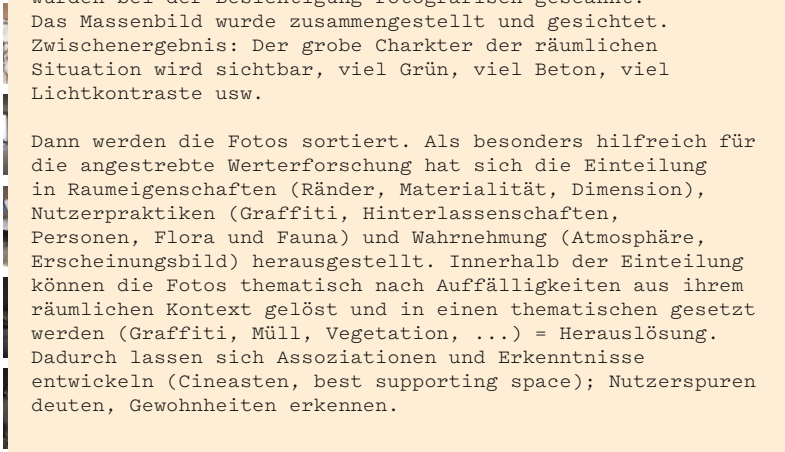 Das Massenbild wurde zusammengestellt und gesichtet.
Zwischenergebnis: Der grobe Charkter der räumlichen
Situation wird sichtbar, viel Grün, viel Beton, viel
Lichtkontraste usw.
Dann werden die Fotos sortiert. Als besonders hilfreich für
die angestrebte Werterforschung hat sich die Einteilung
in Raumeigenschaften (Ränder, Materialität, Dimension),
Nutzerpraktiken (Graffiti, Hinterlassenschaften,
Personen, Flora und Fauna) und Wahrnehmung (Atmosphäre,
Erscheinungsbild) herausgestellt. Innerhalb der Einteilung
können die Fotos thematisch nach Auffälligkeiten aus ihrem
räumlichen Kontext gelöst und in einen thematischen gesetzt
werden (Graffiti, Müll, Vegetation, ...) = Herauslösung.
Dadurch lassen sich Assoziationen und Erkenntnisse
entwickeln (Cineasten, best supporting space); Nutzerspuren
deuten, Gewohnheiten erkennen.